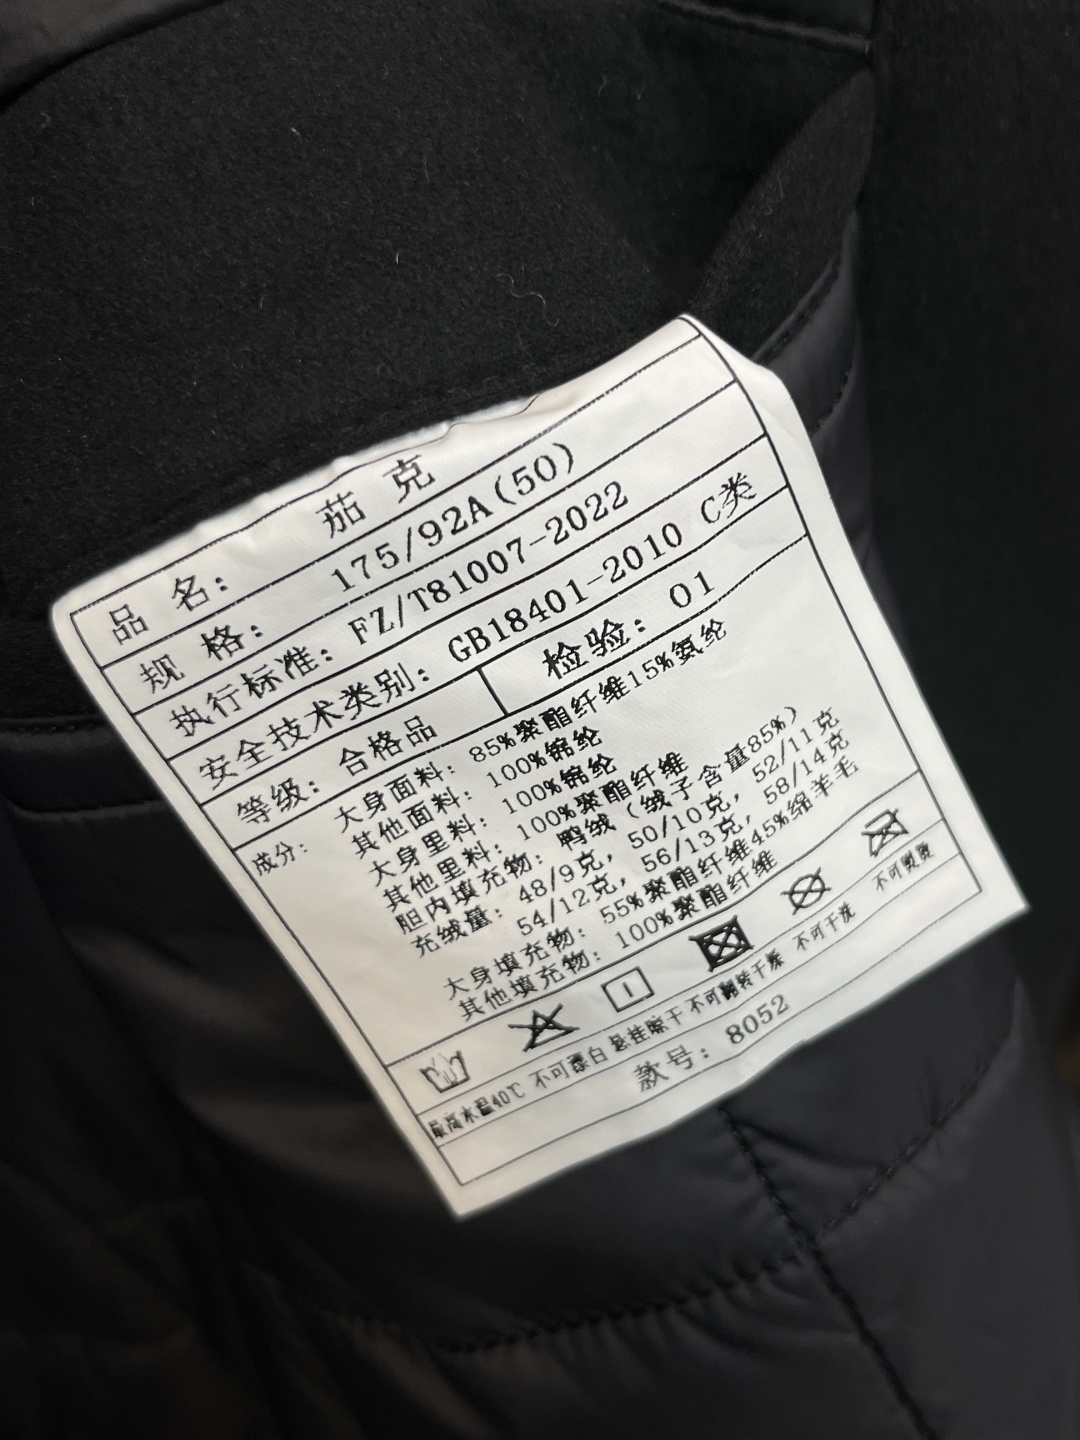 品 名: 茄 克
规 格: 175/92A(50)
执行标准: FZ/T81007-2022
安全技术类别: GB18401-2010 C类
等级: 合格品 检验: 01
成分: 大身面料: 85%聚酯纤维15%氨纶
其他面料: 100%锦纶
大身里料: 100%锦纶
其他里料: 100%聚酯纤维
胆内填充物: 鸭绒 (绒子含量85%)
充绒量: 48/9克, 50/10克, 52/11克
54/12克, 56/13克, 58/14克
大身填充物: 55%聚酯纤维45%绵羊毛
其他填充物: 100%聚酯纤维
最高水温40℃ 不可漂白 悬挂晾干 不可翻转干燥 不可干洗 不可熨烫
款号: 8052